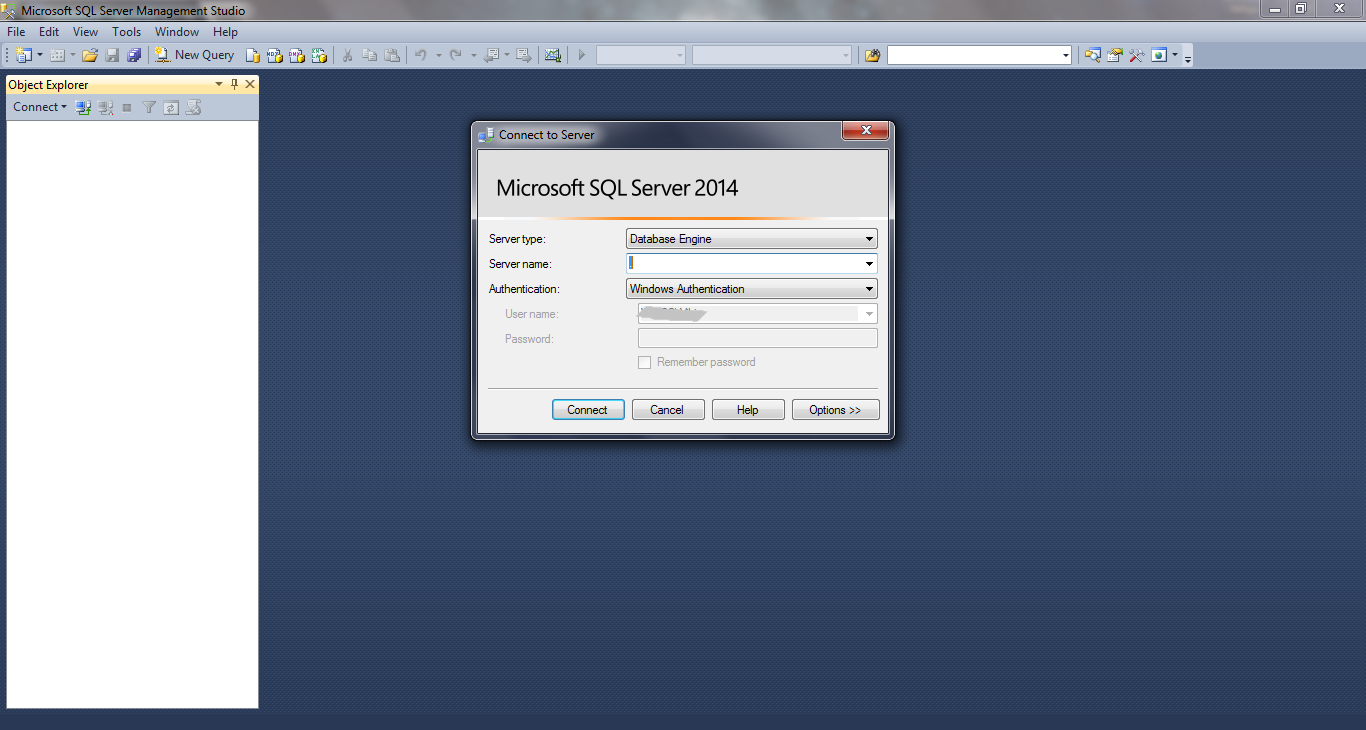 Microsoft SQL Server Management Studio
File Edit View Tools Window Help
New Query
Object Explorer
Connect
Connect to Server
Microsoft SQL Server 2014
Server type: Database Engine
Server name: .
Authentication: Windows Authentication
User name:
Password:
Remember password
Connect Cancel Help Options >>